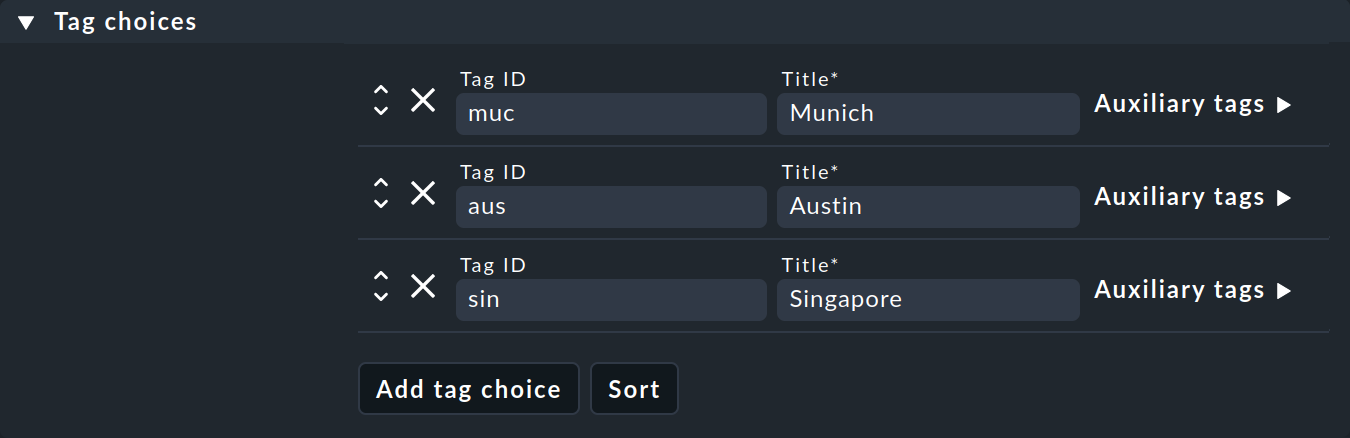 Tag choices
Tag ID Title*
muc Munich Auxiliary tags
Tag ID Title*
aus Austin Auxiliary tags
Tag ID Title*
sin Singapore Auxiliary tags
Add tag choice Sort